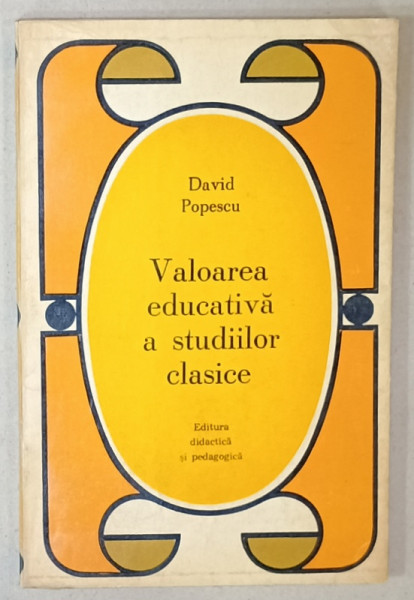 David
Popescu
Valoarea
educativă
a studiilor
clasice
Editura
didactică
și pedagogică